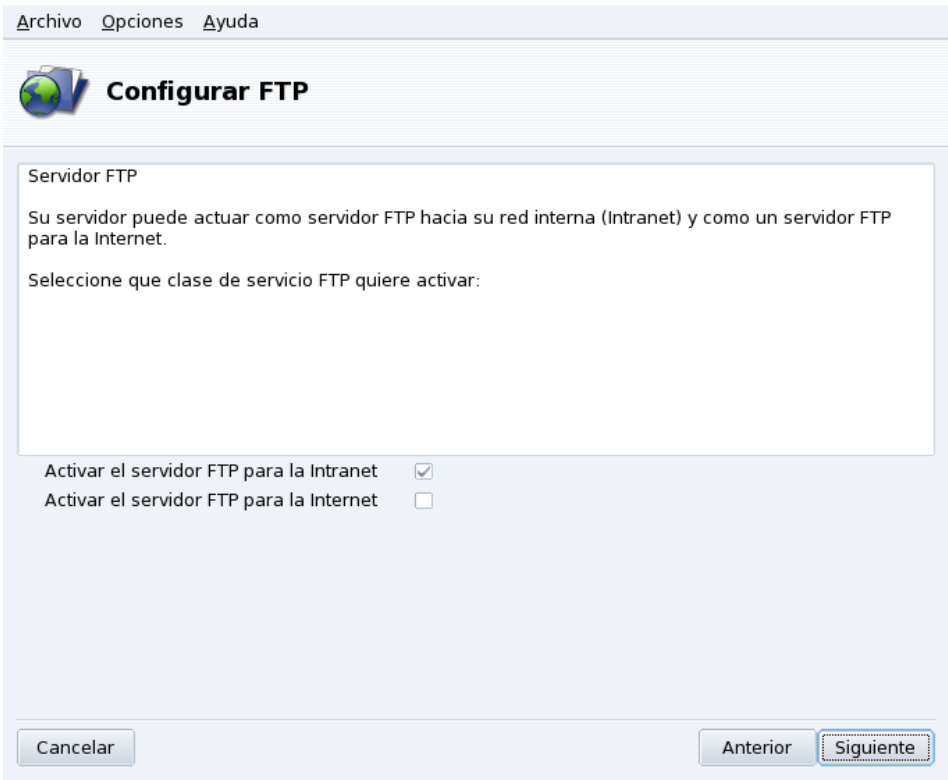 Archivo Opciones Ayuda
Configurar FTP
Servidor FTP
Su servidor puede actuar como servidor FTP hacia su red interna (Intranet) y como un servidor FTP
para la Internet.
Seleccione que clase de servicio FTP quiere activar:
Activar el servidor FTP para la Intranet
Activar el servidor FTP para la Internet
Cancelar Anterior Siguiente